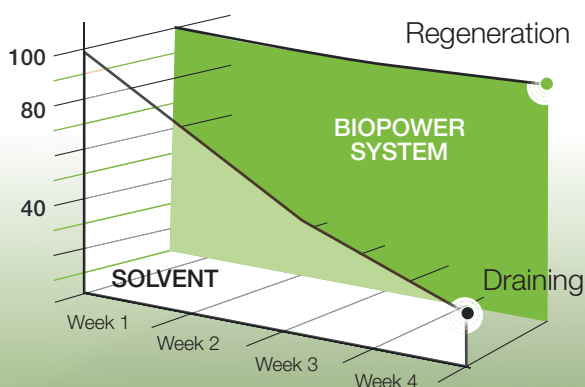 Regeneration
100
80
BIOPOWER
SYSTEM
40
SOLVENT
Draining
Week 1
Week 2
Week 3
Week 4